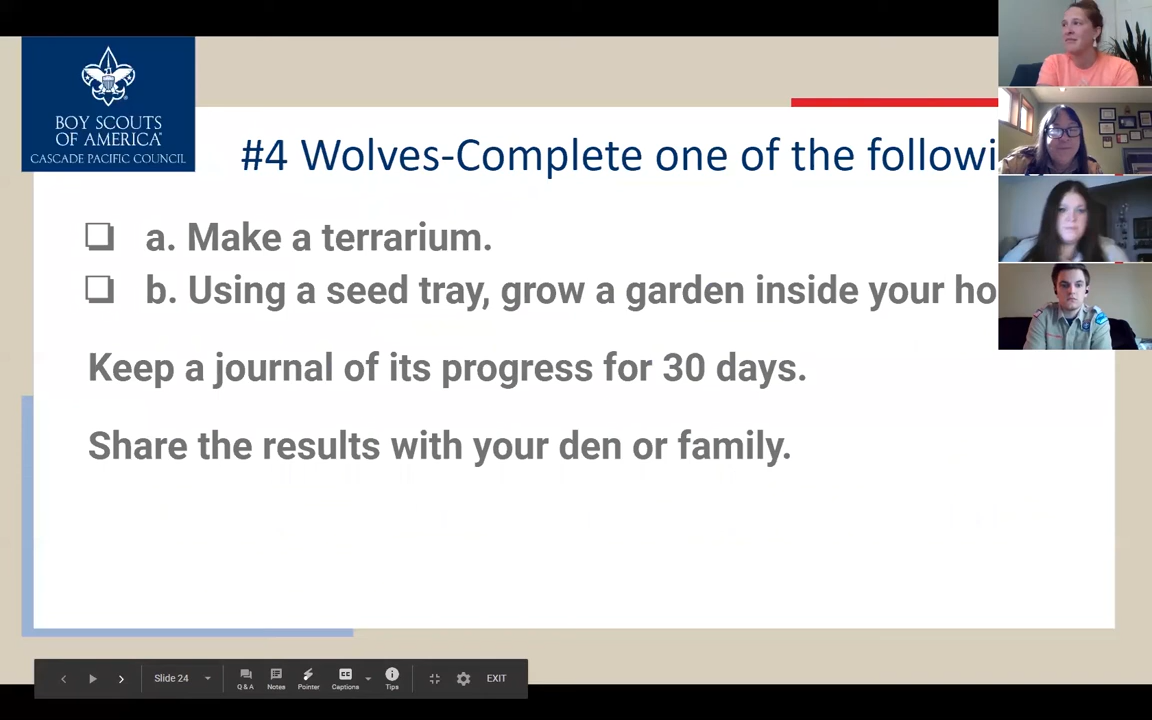 BOY SCOUTS
OF AMERICA®
CASCADE PACIFIC COUNCIL
#4 Wolves-Complete one of the followi
❏ a. Make a terrarium.
❏ b. Using a seed tray, grow a garden inside your ho
Keep a journal of its progress for 30 days.
Share the results with your den or family.
Slide 24
Q & A
Notes
Pointer
CC
Captions
Tips
EXIT